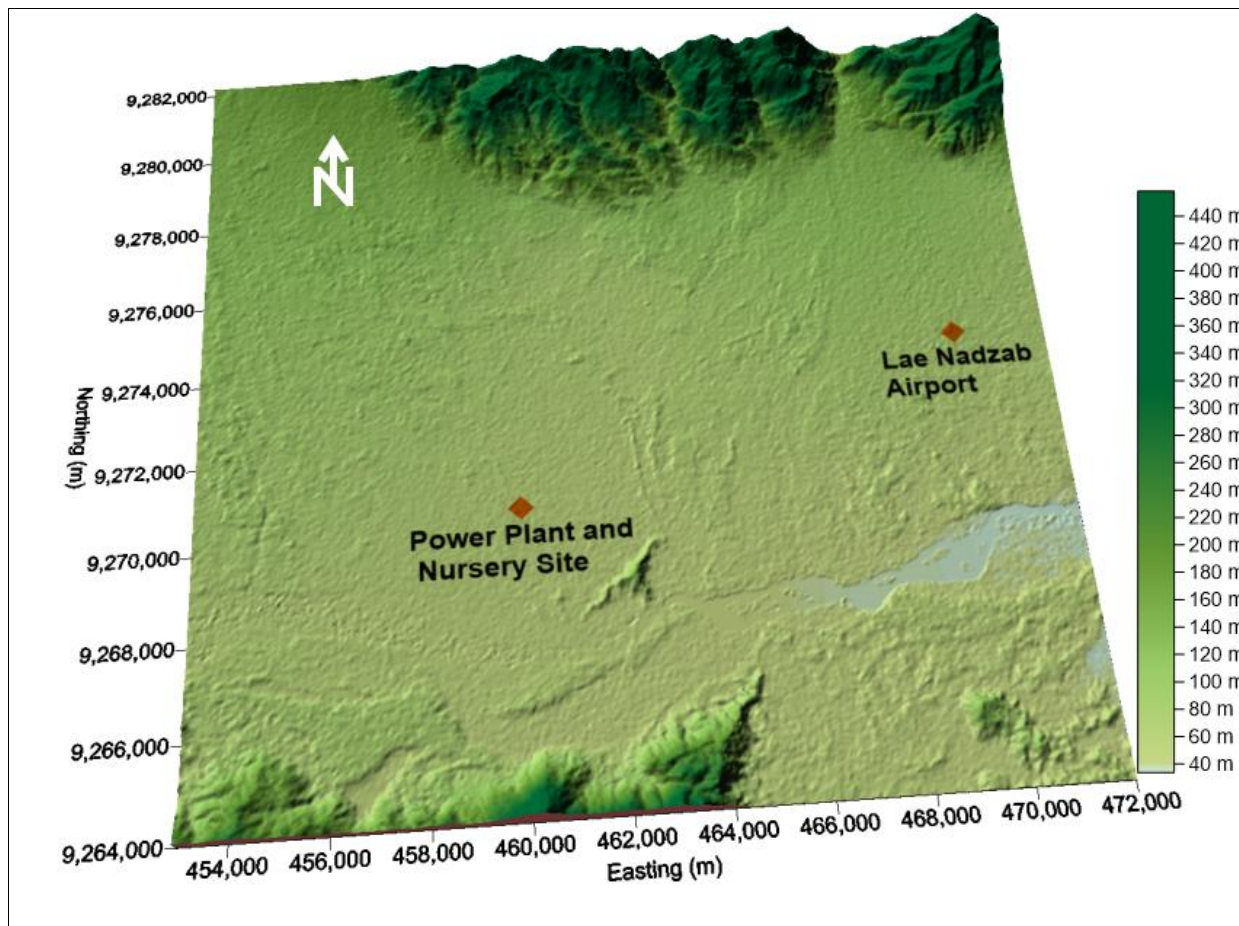 9,282,000
N
9,280,000
9,278,000
9,276,000
9,274,000
9,272,000
9,270,000
9,268,000
9,266,000
9,264,000
Northing (m)
Lae Nadzab
Airport
Power Plant and
Nursery Site
454,000 456,000 458,000 460,000 462,000 464,000 466,000 468,000 470,000 472,000
Easting (m)
440 m
420 m
400 m
380 m
360 m
340 m
320 m
300 m
280 m
260 m
240 m
220 m
200 m
180 m
160 m
140 m
120 m
100 m
80 m
60 m
40 m